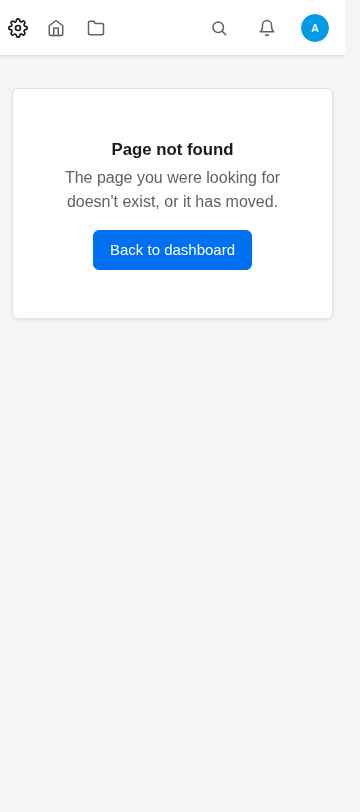 A
Page not found
The page you were looking for
doesn't exist, or it has moved.
Back to dashboard